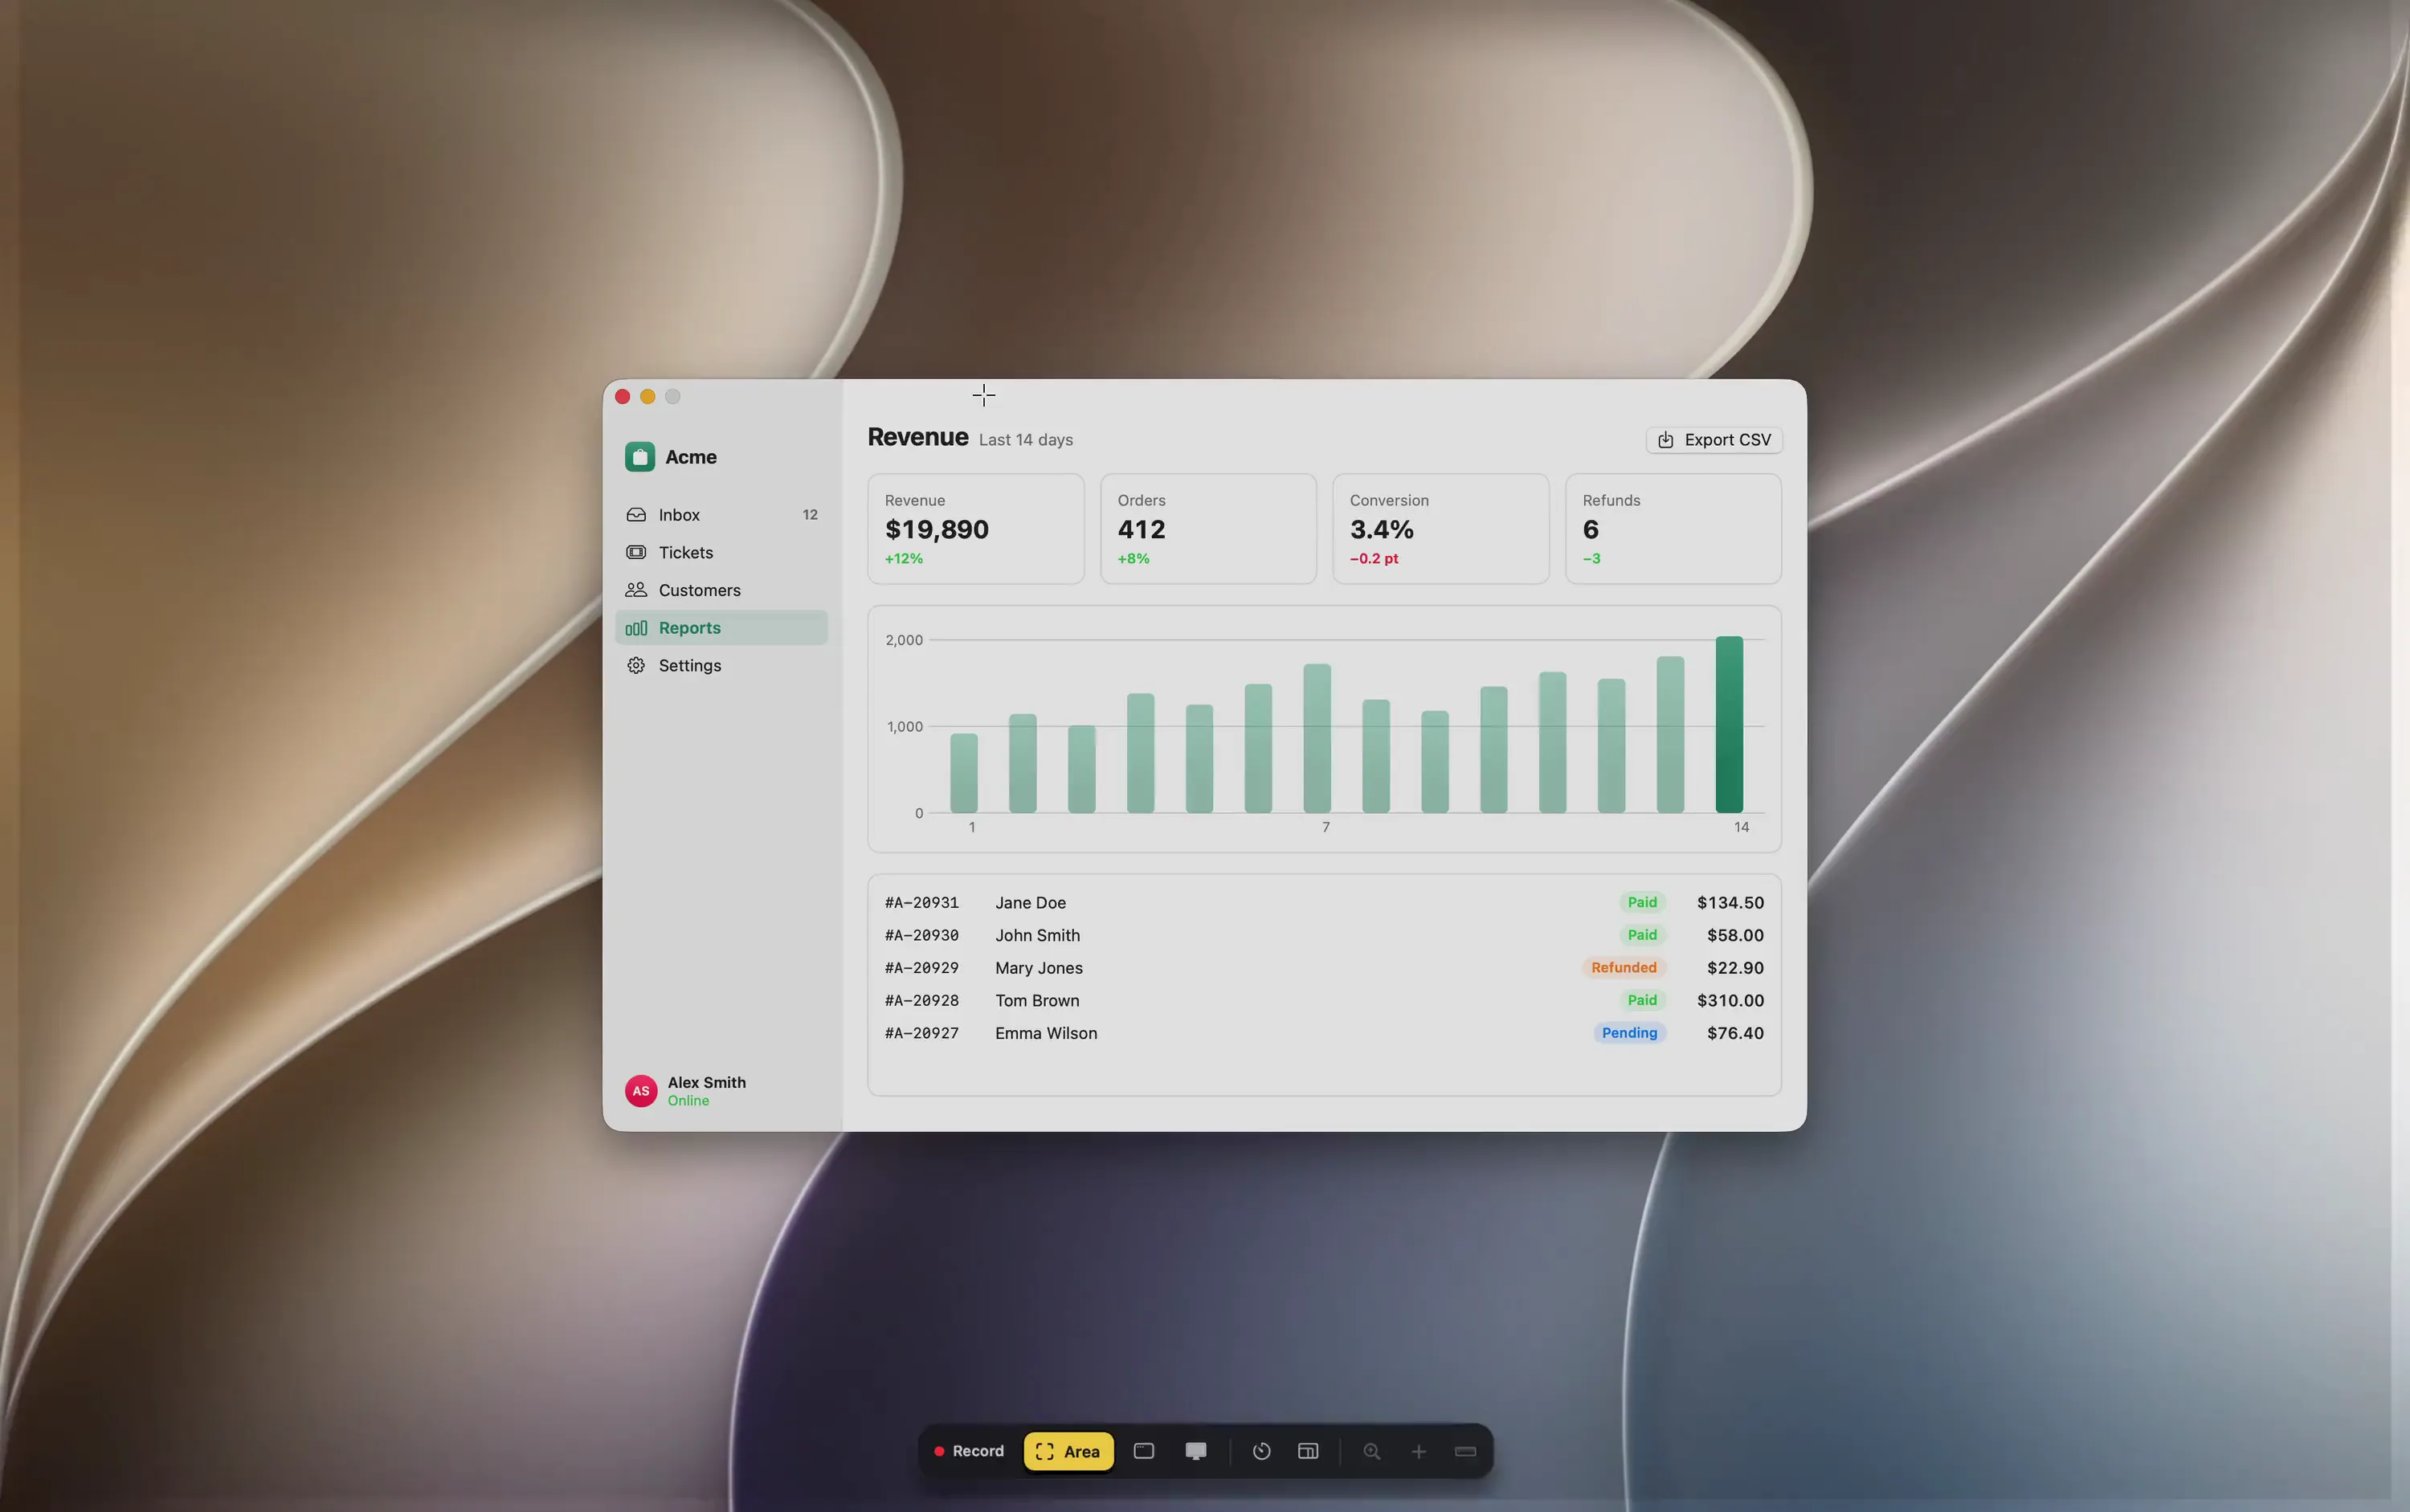 Acme
Inbox 12
Tickets
Customers
Reports
Settings
AS Alex Smith
Online
Revenue Last 14 days
Export CSV
Revenue
$19,890
+12%
Orders
412
+8%
Conversion
3.4%
−0.2 pt
Refunds
6
−3
2,000
1,000
0
1 7 14
#A-20931 Jane Doe Paid $134.50
#A-20930 John Smith Paid $58.00
#A-20929 Mary Jones Refunded $22.90
#A-20928 Tom Brown Paid $310.00
#A-20927 Emma Wilson Pending $76.40
Record Area